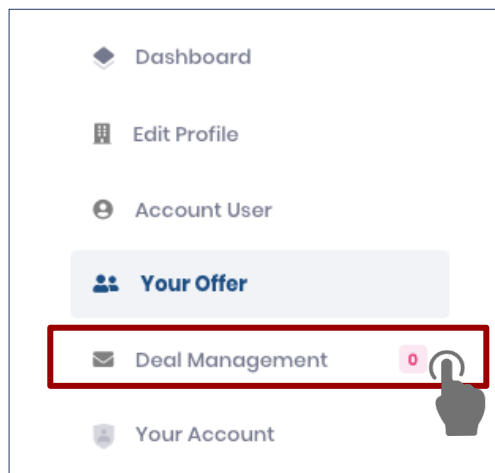 Dashboard
Edit Profile
Account User
Your Offer
Deal Management 0
Your Account